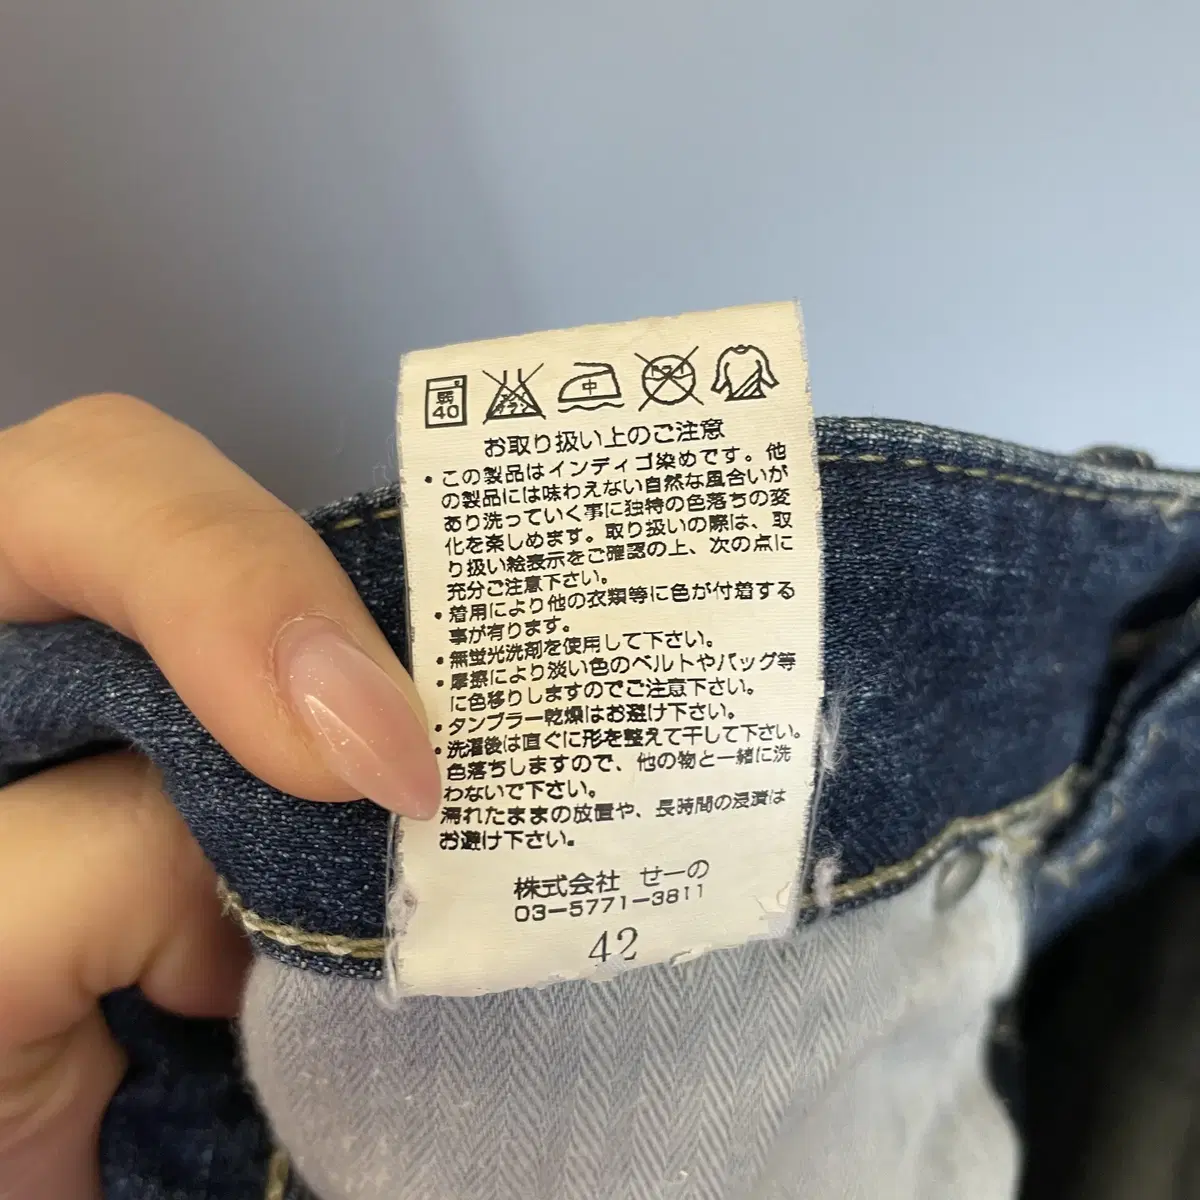 弱
40
エンソ
サラシ
中
ドライ
お取り扱い上のご注意
・この製品はインディゴ染めです。他
の製品には味わえない自然な風合いが
あり洗っていく事に独特の色落ちの変
化を楽しめます。取り扱いの際は、取
り扱い絵表示をご確認の上、次の点に
充分ご注意下さい。
・着用により他の衣類等に色が付着する
事が有ります。
・無蛍光洗剤を使用して下さい。
・摩擦により淡い色のベルトやバッグ等
に色移りしますのでご注意下さい。
・タンブラー乾燥はお避け下さい。
・洗濯後は直ぐに形を整えて干して下さい。
色落ちしますので、他の物と一緒に洗
わないで下さい。
濡れたままの放置や、長時間の浸漬は
お避け下さい。
株式会社 せーの
03-5771-3811
42